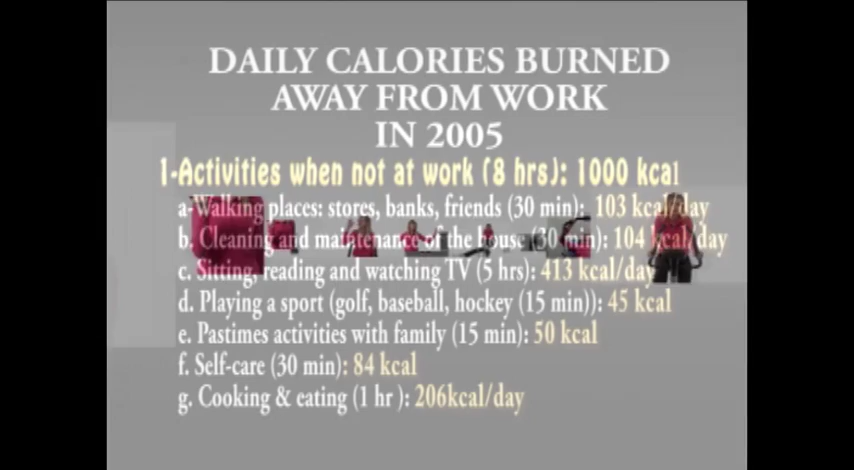 DAILY CALORIES BURNED
AWAY FROM WORK
IN 2005
1-Activities when not at work (8 hrs): 1000 kcal
a-Walking places: stores, banks, friends (30 min): 103 kcal/day
b. Cleaning and maintenance of the house (30 min): 104 kcal/day
c. Sitting, reading and watching TV (5 hrs): 413 kcal/day
d. Playing a sport (golf, baseball, hockey (15 min)): 45 kcal
e. Pastimes activities with family (15 min): 50 kcal
f. Self-care (30 min): 84 kcal
g. Cooking & eating (1 hr ): 206kcal/day